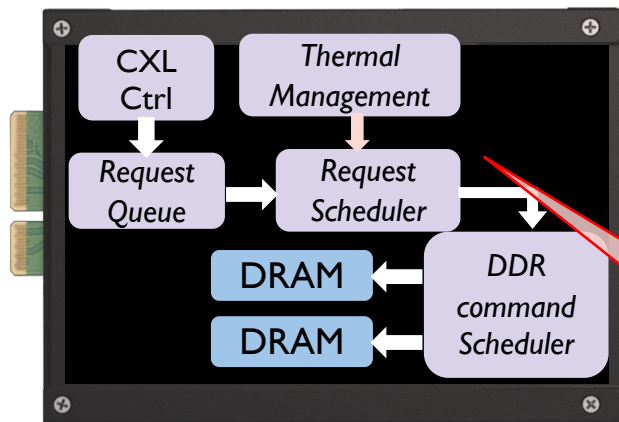 CXL
Ctrl
Thermal
Management
Request
Queue
Request
Scheduler
DRAM
DRAM
DDR
command
Scheduler